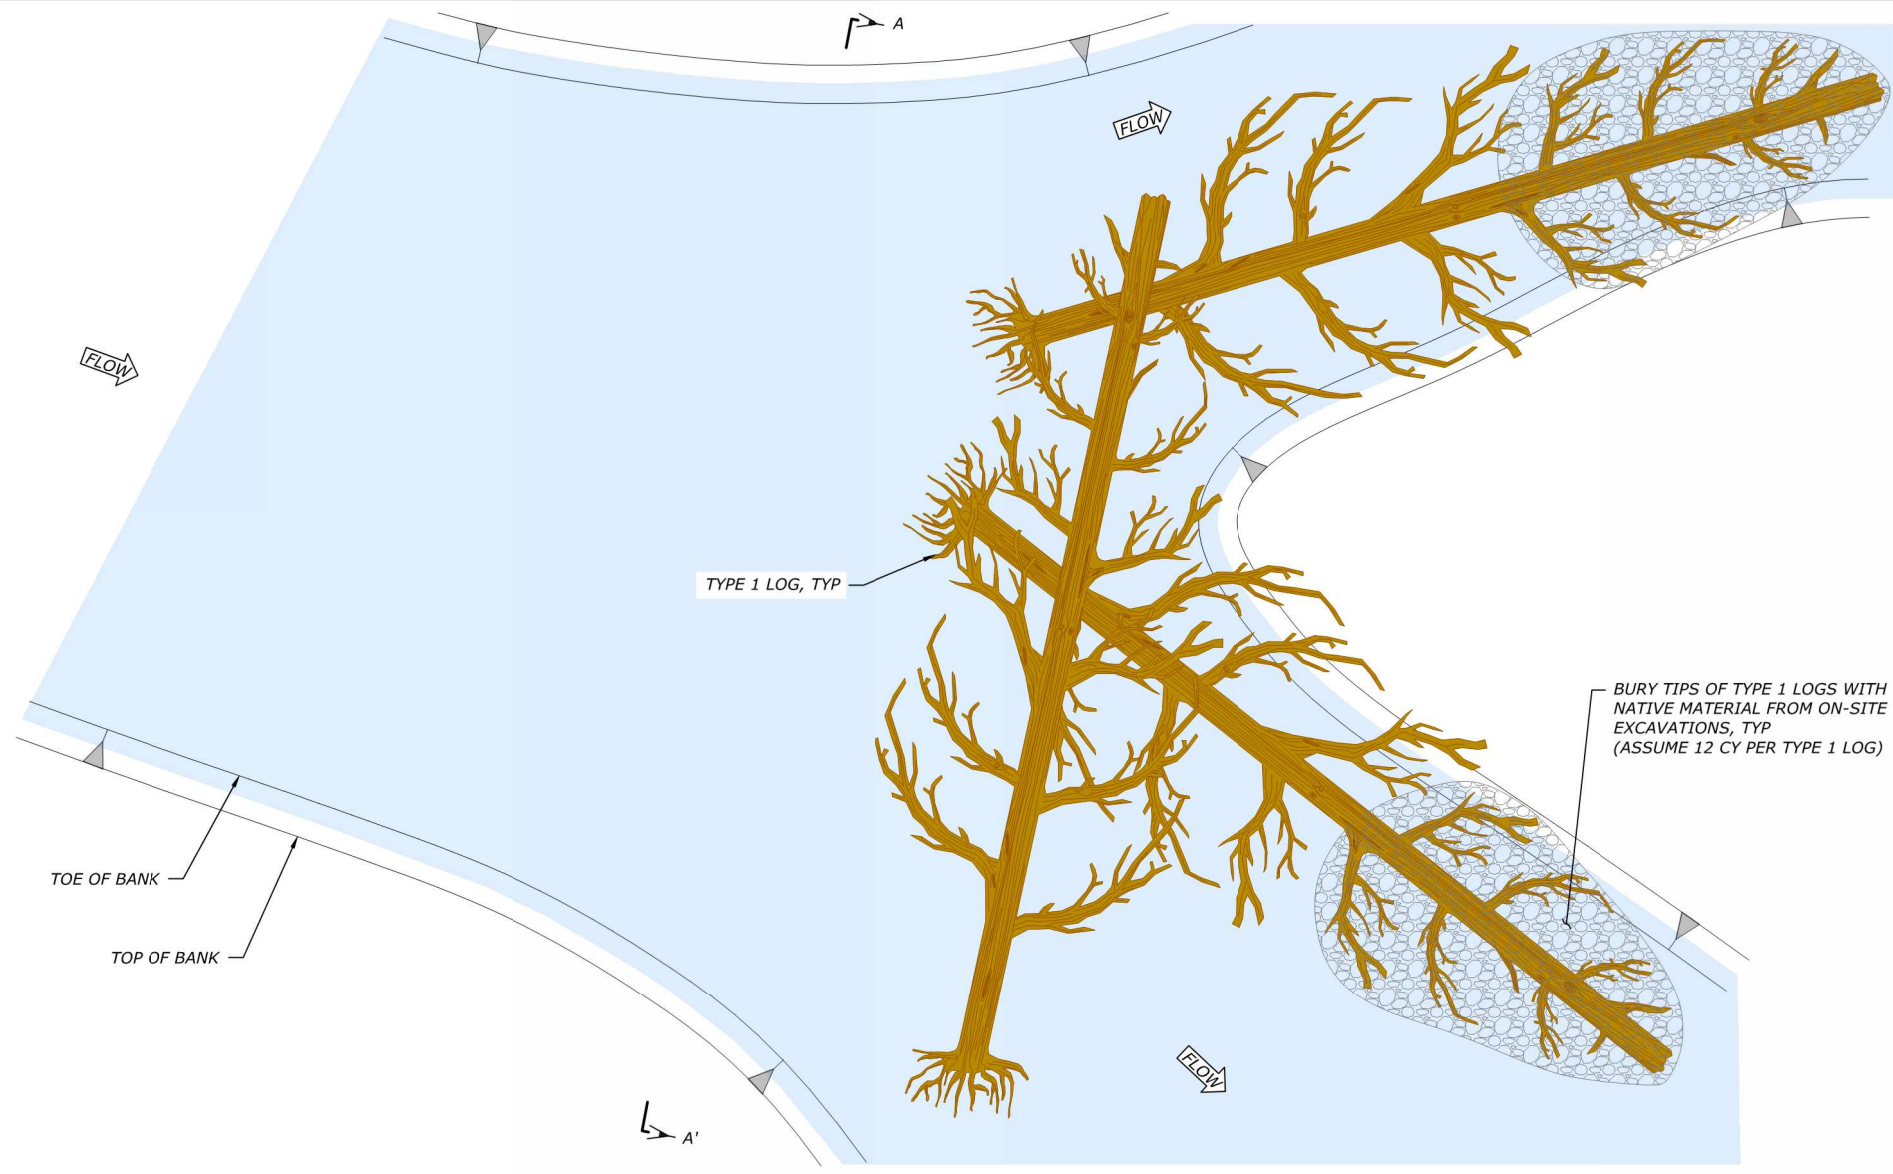 A
FLOW
FLOW
TYPE 1 LOG, TYP
BURY TIPS OF TYPE 1 LOGS WITH
NATIVE MATERIAL FROM ON-SITE
EXCAVATIONS, TYP
(ASSUME 12 CY PER TYPE 1 LOG)
TOE OF BANK
TOP OF BANK
FLOW
A'